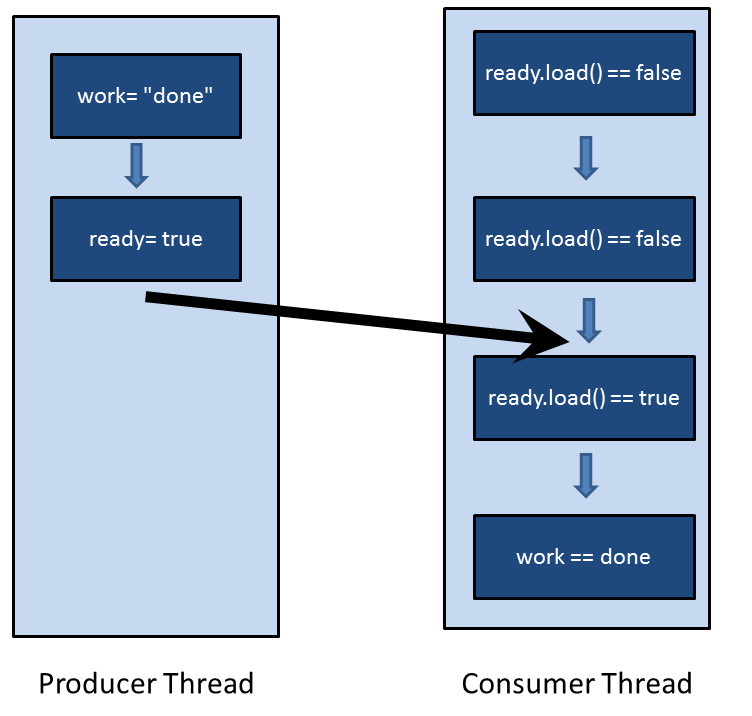 work= "done"
ready= true
Producer Thread
ready.load() == false
ready.load() == false
ready.load() == true
work == done
Consumer Thread